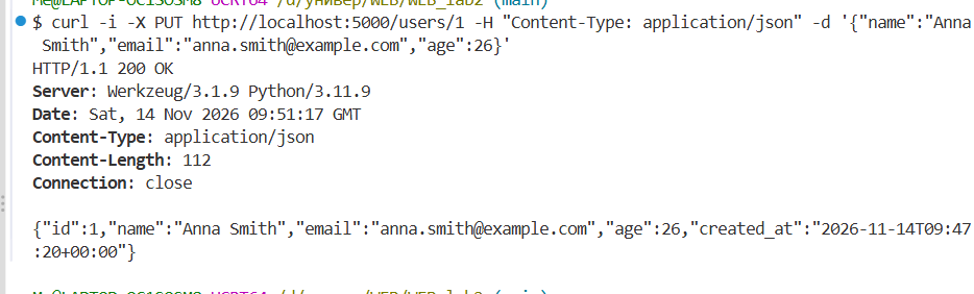 $ curl -i -X PUT http://localhost:5000/users/1 -H "Content-Type: application/json" -d '{"name":"Anna
Smith","email":"anna.smith@example.com","age":26}'
HTTP/1.1 200 OK
Server: Werkzeug/3.1.9 Python/3.11.9
Date: Sat, 14 Nov 2026 09:51:17 GMT
Content-Type: application/json
Content-Length: 112
Connection: close
{"id":1,"name":"Anna Smith","email":"anna.smith@example.com","age":26,"created_at":"2026-11-14T09:47
:20+00:00"}